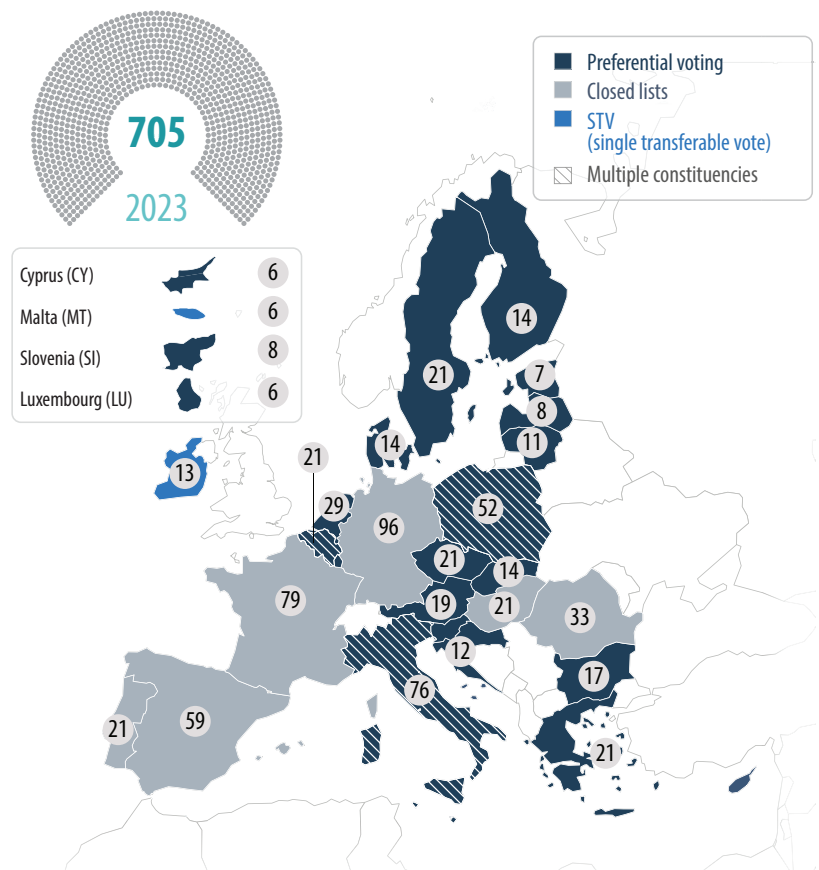 705
2023
Preferential voting
Closed lists
STV
(single transferable vote)
Multiple constituencies
Cyprus (CY) 6
Malta (MT) 6
Slovenia (SI) 8
Luxembourg (LU) 6
14
21
7
8
11
14
13
21
29
96
52
21
14
79
19
21
33
12
17
76
21
59
21